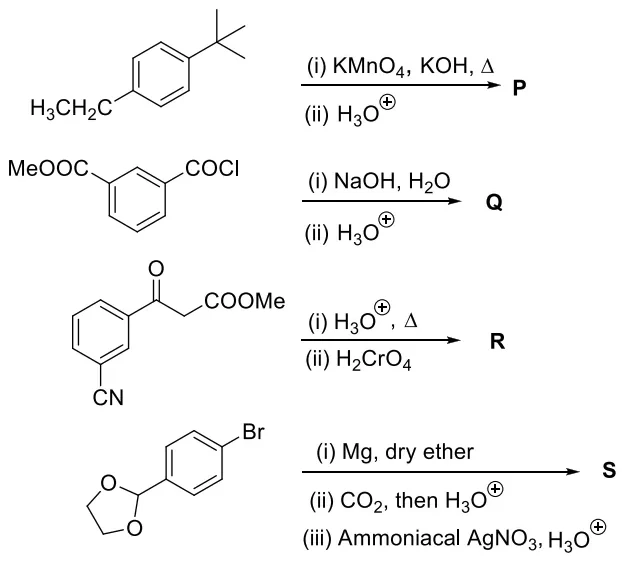 (i) KMnO₄, KOH, Δ
H₃CH₂C
P
(ii) H₃O⊕
MeOOC
COCl
(i) NaOH, H₂O
Q
(ii) H₃O⊕
O
COOMe
(i) H₃O⊕, Δ
R
(ii) H₂CrO₄
CN
Br
(i) Mg, dry ether
S
O
(ii) CO₂, then H₃O⊕
O
(iii) Ammoniacal AgNO₃, H₃O⊕